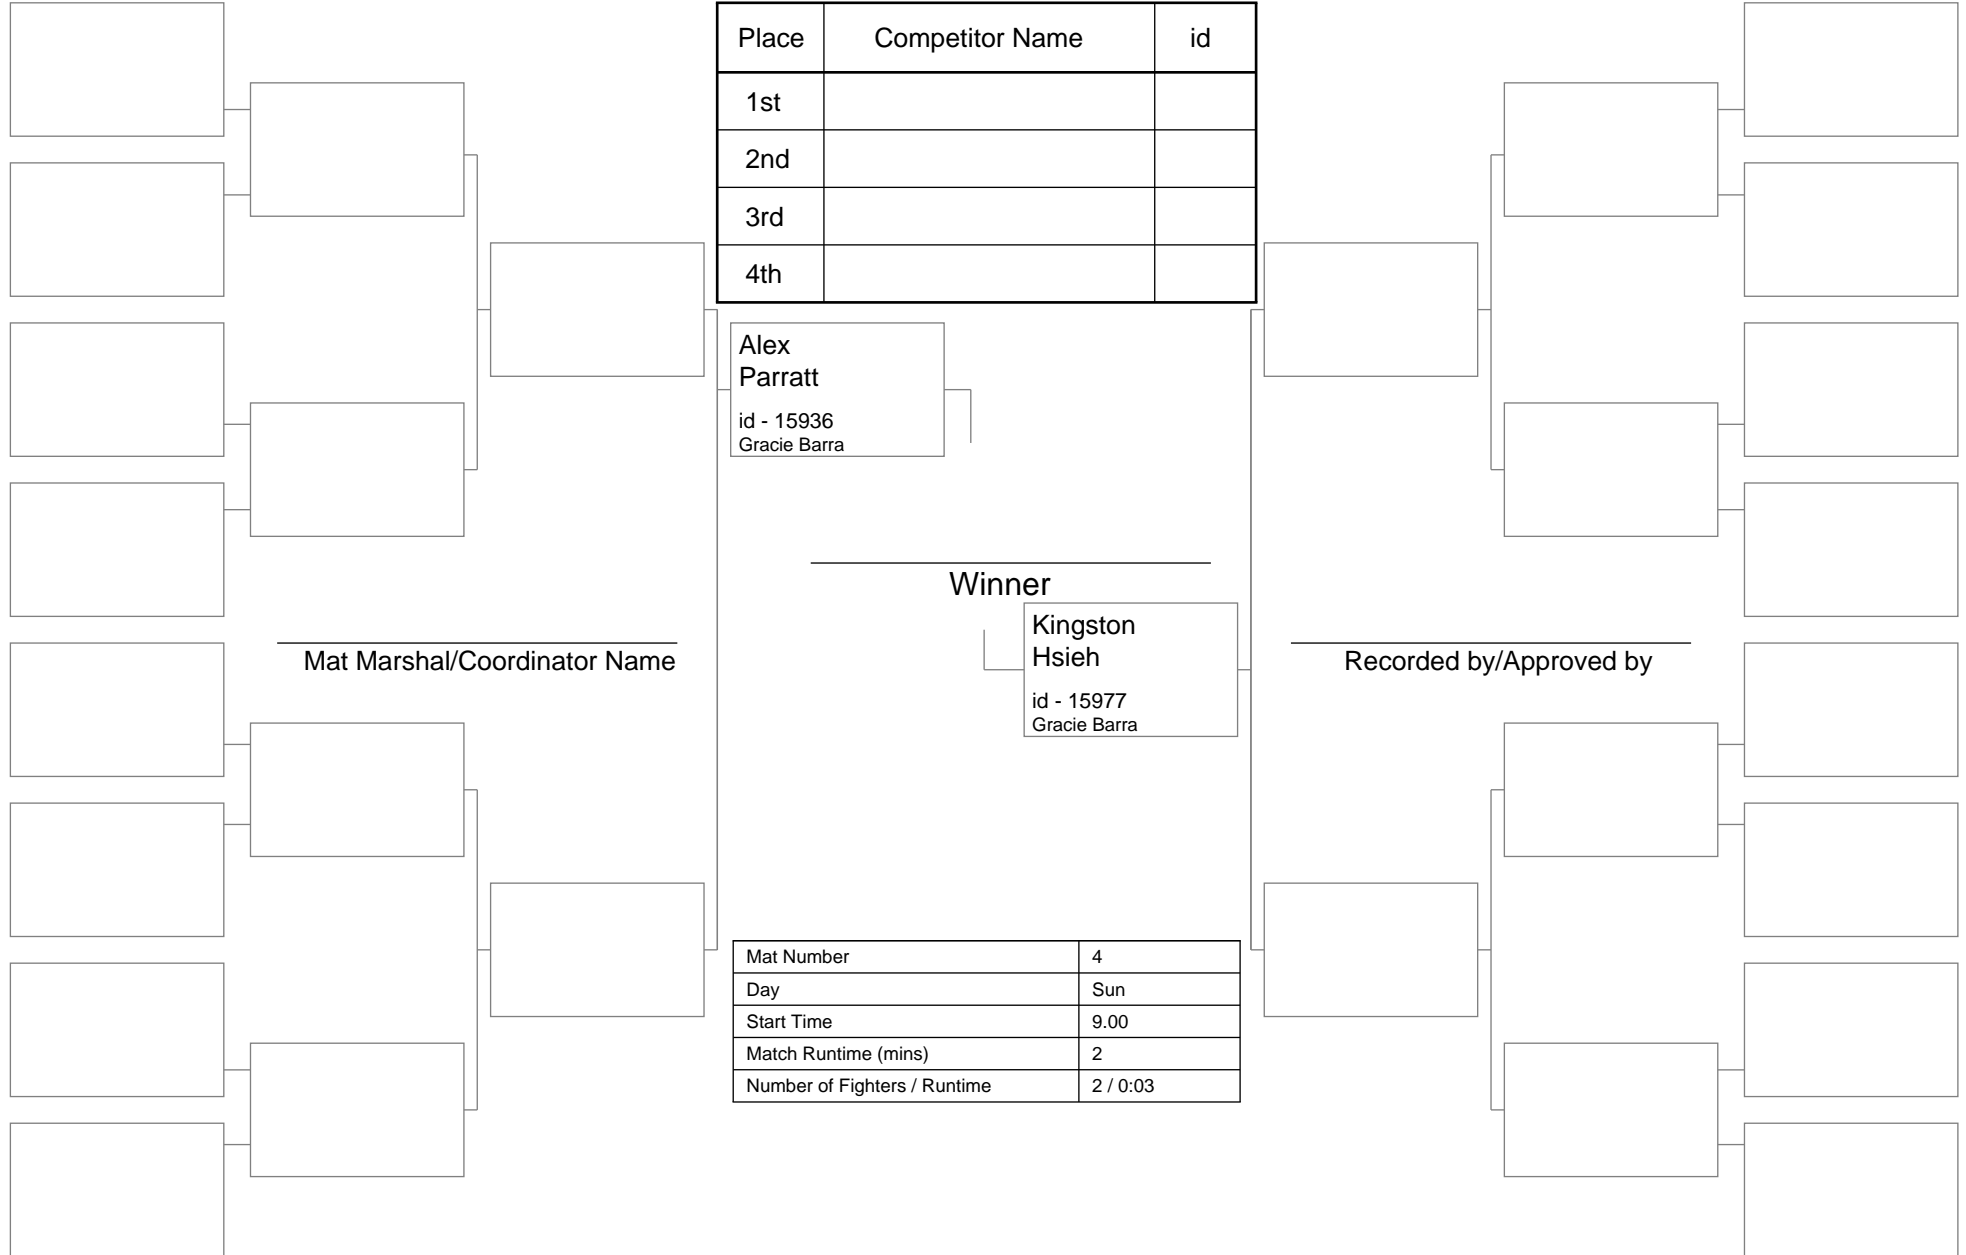 Place Competitor Name id
1st
2nd
3rd
4th
Alex
Parratt
id - 15936
Gracie Barra
Winner
Kingston
Hsieh
id - 15977
Gracie Barra
Mat Marshal/Coordinator Name
Recorded by/Approved by
Mat Number 4
Day Sun
Start Time 9.00
Match Runtime (mins) 2
Number of Fighters / Runtime 2 / 0:03